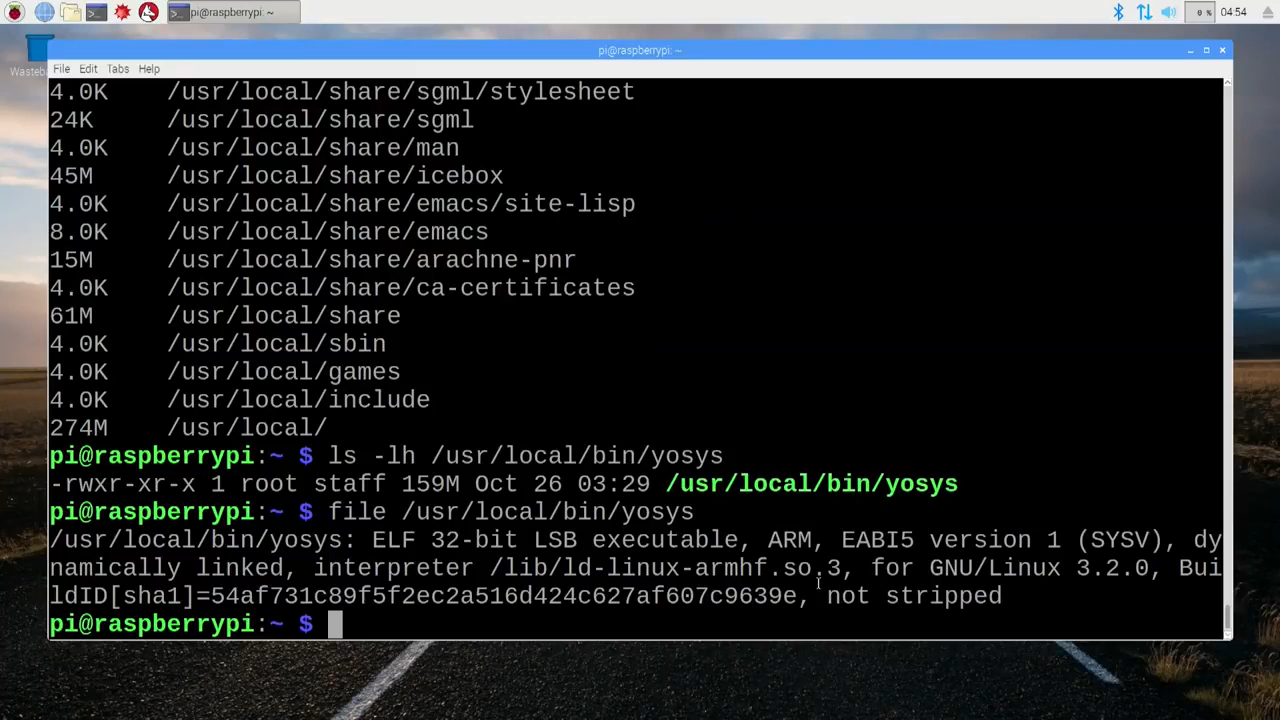 pi@raspberrypi: ~
0 %
04:54
pi@raspberrypi: ~
File Edit Tabs Help
4.0K /usr/local/share/sgml/stylesheet
24K /usr/local/share/sgml
4.0K /usr/local/share/man
45M /usr/local/share/icebox
4.0K /usr/local/share/emacs/site-lisp
8.0K /usr/local/share/emacs
15M /usr/local/share/arachne-pnr
4.0K /usr/local/share/ca-certificates
61M /usr/local/share
4.0K /usr/local/sbin
4.0K /usr/local/games
4.0K /usr/local/include
274M /usr/local/
pi@raspberrypi:~ $ ls -lh /usr/local/bin/yosys
-rwxr-xr-x 1 root staff 159M Oct 26 03:29 /usr/local/bin/yosys
pi@raspberrypi:~ $ file /usr/local/bin/yosys
/usr/local/bin/yosys: ELF 32-bit LSB executable, ARM, EABI5 version 1 (SYSV), dy
namically linked, interpreter /lib/ld-linux-armhf.so.3, for GNU/Linux 3.2.0, Bui
ldID[sha1]=54af731c89f5f2ec2a516d424c627af607c9639e, not stripped
pi@raspberrypi:~ $